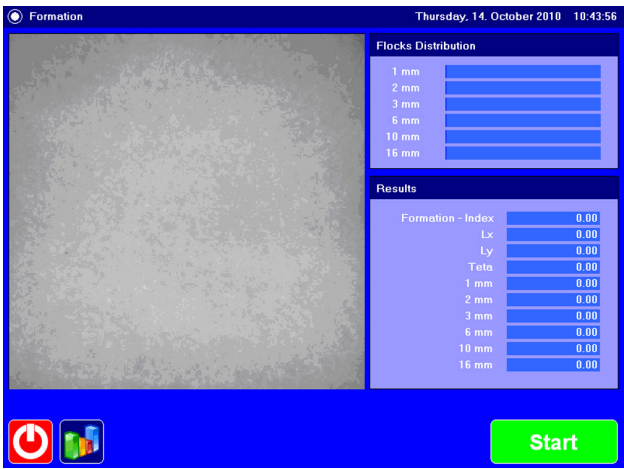 Formation
Thursday, 14. October 2010 10:43:56
Flocks Distribution
1 mm
2 mm
3 mm
6 mm
10 mm
16 mm
Results
Formation - Index 0.00
Lx 0.00
Ly 0.00
Teta 0.00
1 mm 0.00
2 mm 0.00
3 mm 0.00
6 mm 0.00
10 mm 0.00
16 mm 0.00
Start